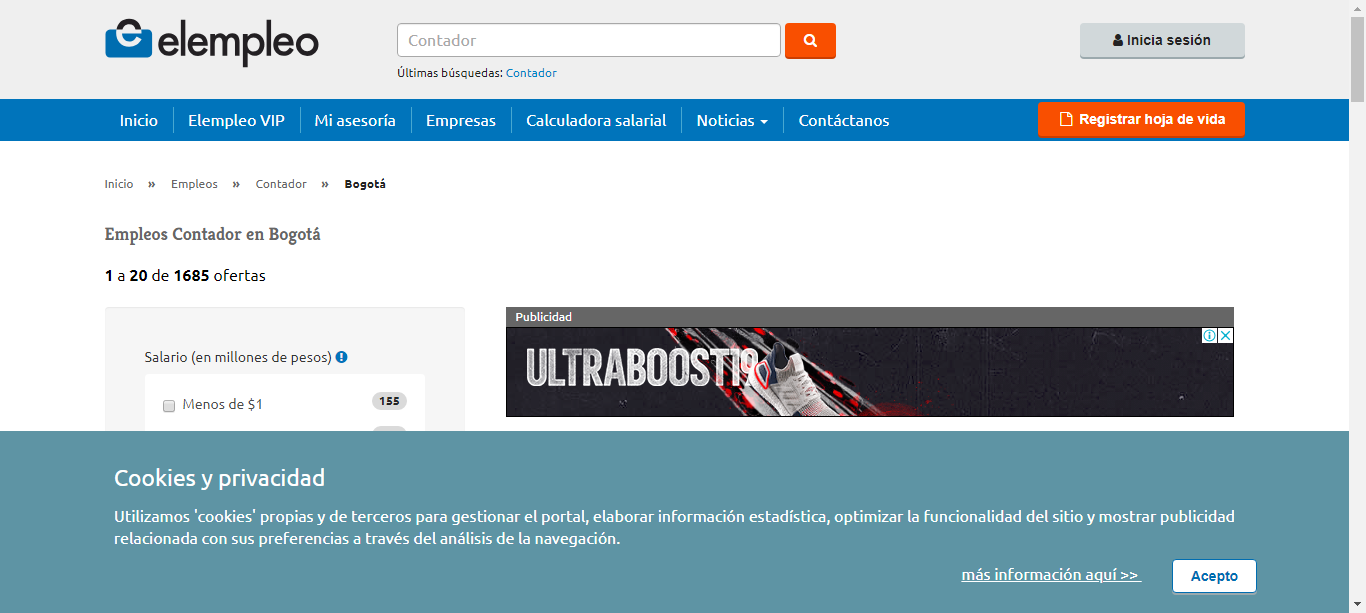 elempleo
Contador
Últimas búsquedas: Contador
Inicia sesión
Inicio Elempleo VIP Mi asesoría Empresas Calculadora salarial Noticias Contáctanos Registrar hoja de vida
Inicio » Empleos » Contador » Bogotá
Empleos Contador en Bogotá
1 a 20 de 1685 ofertas
Publicidad
ULTRABOOST19
Salario (en millones de pesos)
Menos de $1 155
Cookies y privacidad
Utilizamos 'cookies' propias y de terceros para gestionar el portal, elaborar información estadística, optimizar la funcionalidad del sitio y mostrar publicidad
relacionada con sus preferencias a través del análisis de la navegación.
más información aquí >> Acepto